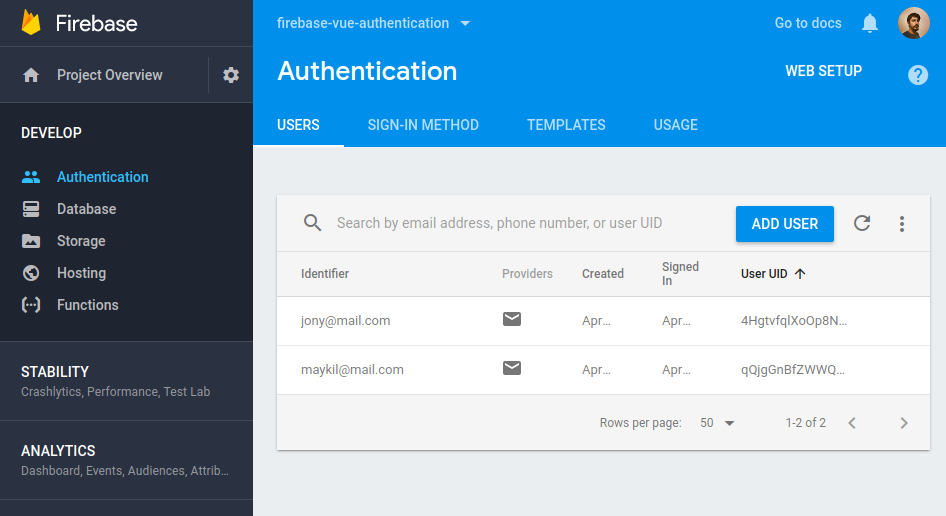 Firebase
Project Overview
DEVELOP
Authentication
Database
Storage
Hosting
Functions
STABILITY
Crashlytics, Performance, Test Lab
ANALYTICS
Dashboard, Events, Audiences, Attrib...
firebase-vue-authentication
Go to docs
Authentication
WEB SETUP
?
USERS SIGN-IN METHOD TEMPLATES USAGE
Search by email address, phone number, or user UID
ADD USER
Identifier Providers Created Signed In User UID
jony@mail.com Apr... Apr... 4HgtvfqlXoOp8N...
maykil@mail.com Apr... Apr... qQjgGnBfZWWQ...
Rows per page: 50 1-2 of 2